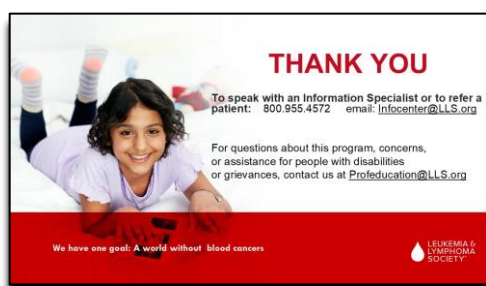 THANK YOU
To speak with an Information Specialist or to refer a
patient: 800.955.4572 email: Infocenter@LLS.org
For questions about this program, concerns,
or assistance for people with disabilities
or grievances, contact us at Profeducation@LLS.org
We have one goal: A world without blood cancers
LEUKEMIA &
LYMPHOMA
SOCIETY®